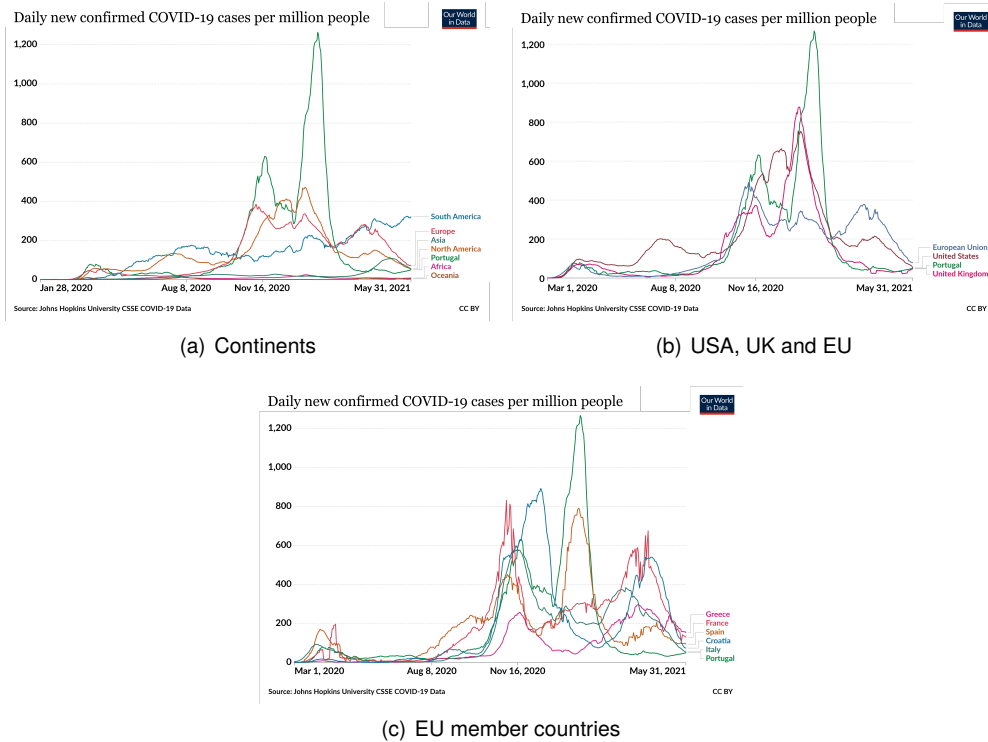 Daily new confirmed COVID-19 cases per million people
Our World
in Data
1,200
1,000
800
600
400
200
0
Jan 28, 2020
Aug 8, 2020
Nov 16, 2020
May 31, 2021
South America
Europe
Asia
North America
Portugal
Africa
Oceania
Source: Johns Hopkins University CSSE COVID-19 Data
CC BY
(a) Continents
Daily new confirmed COVID-19 cases per million people
Our World
in Data
1,200
1,000
800
600
400
200
0
Mar 1, 2020
Aug 8, 2020
Nov 16, 2020
May 31, 2021
European Union
United States
Portugal
United Kingdom
Source: Johns Hopkins University CSSE COVID-19 Data
CC BY
(b) USA, UK and EU
Daily new confirmed COVID-19 cases per million people
Our World
in Data
1,200
1,000
800
600
400
200
0
Mar 1, 2020
Aug 8, 2020
Nov 16, 2020
May 31, 2021
Greece
France
Spain
Croatia
Italy
Portugal
Source: Johns Hopkins University CSSE COVID-19 Data
CC BY
(c) EU member countries